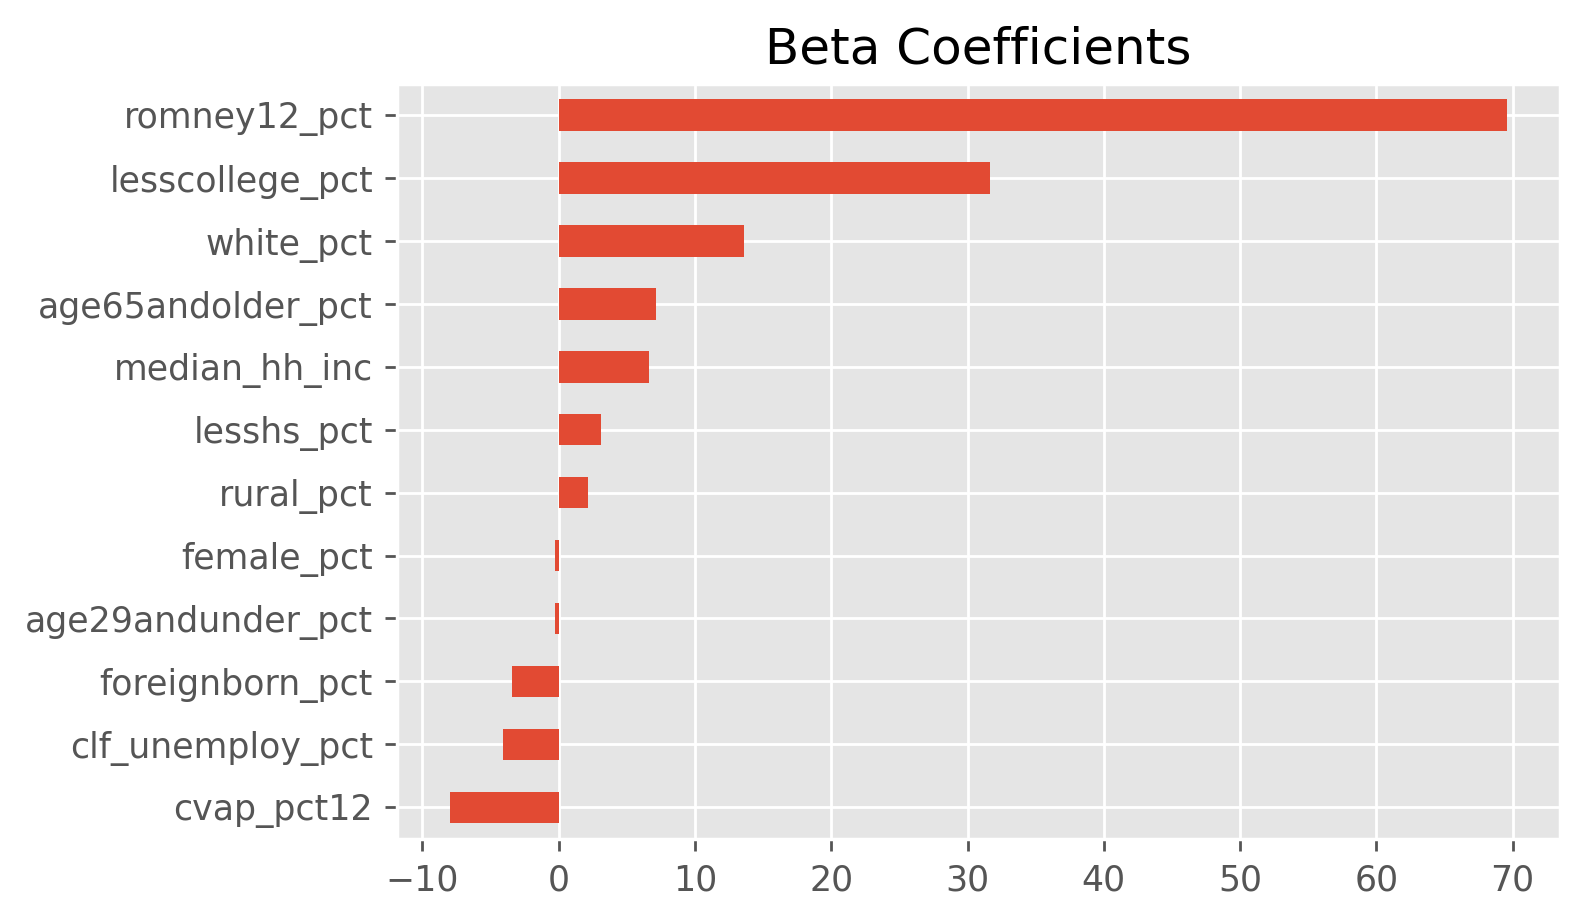 Beta Coefficients
romney12_pct
lesscollege_pct
white_pct
age65andolder_pct
median_hh_inc
lesshs_pct
rural_pct
female_pct
age29andunder_pct
foreignborn_pct
clf_unemploy_pct
cvap_pct12
−10 0 10 20 30 40 50 60 70